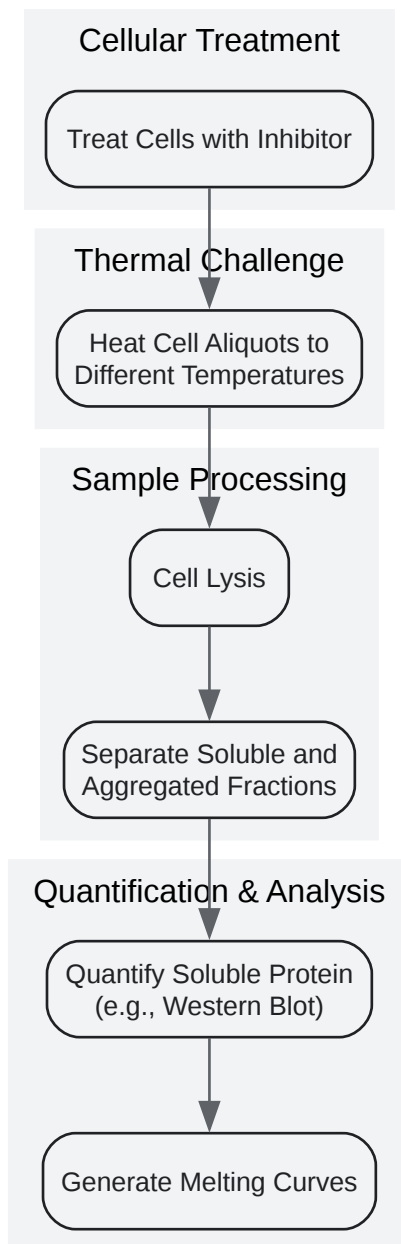 Cellular Treatment
Treat Cells with Inhibitor
Thermal Challenge
Heat Cell Aliquots to
Different Temperatures
Sample Processing
Cell Lysis
Separate Soluble and
Aggregated Fractions
Quantification & Analysis
Quantify Soluble Protein
(e.g., Western Blot)
Generate Melting Curves